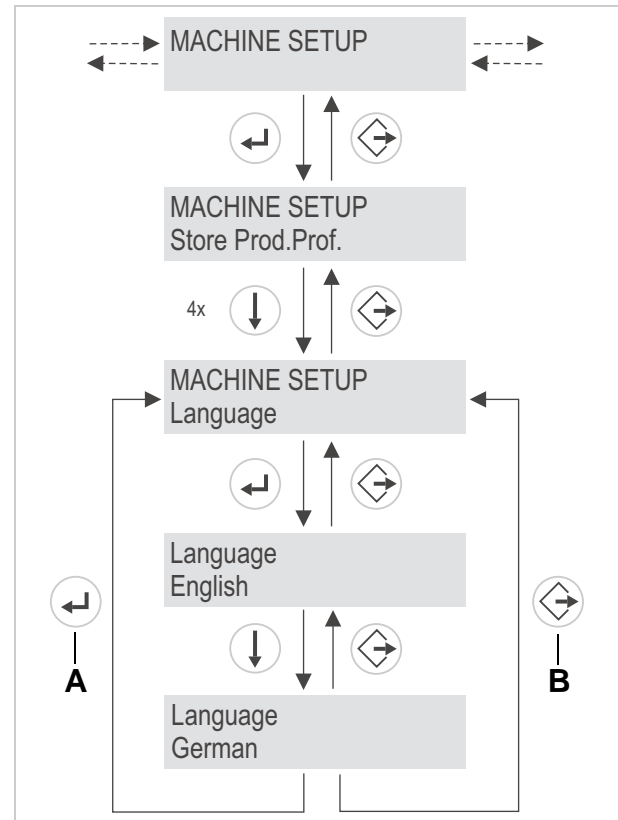 MACHINE SETUP
MACHINE SETUP
Store Prod.Prof.
4x
MACHINE SETUP
Language
Language
English
A
B
Language
German